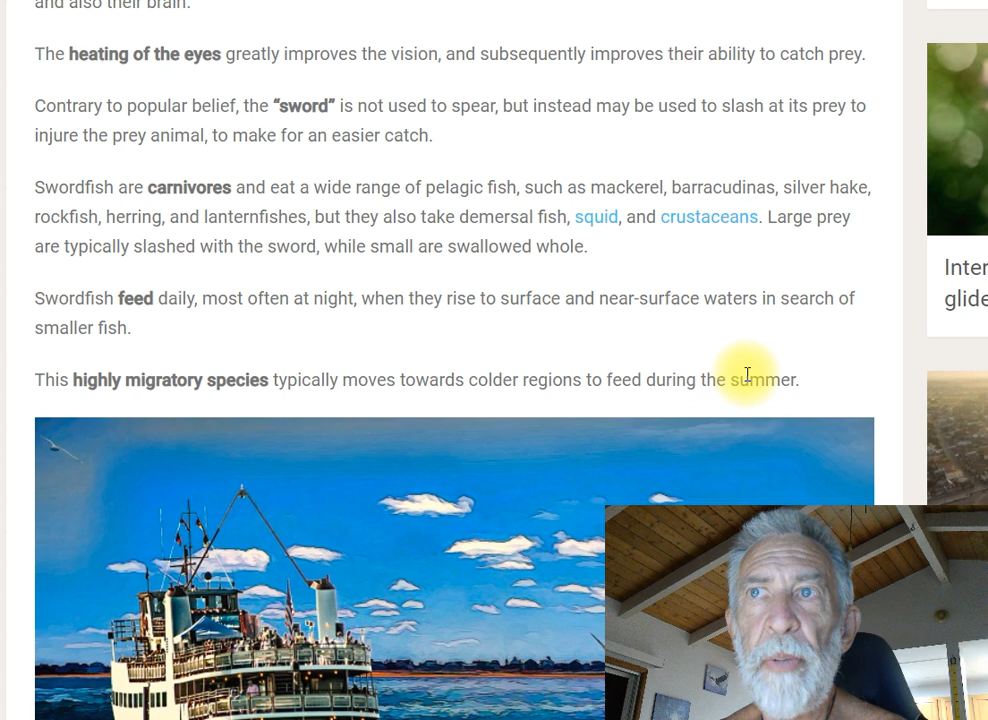 and also their brain.
The heating of the eyes greatly improves the vision, and subsequently improves their ability to catch prey.
Contrary to popular belief, the “sword” is not used to spear, but instead may be used to slash at its prey to
injure the prey animal, to make for an easier catch.
Swordfish are carnivores and eat a wide range of pelagic fish, such as mackerel, barracudinas, silver hake,
rockfish, herring, and lanternfishes, but they also take demersal fish, squid, and crustaceans. Large prey
are typically slashed with the sword, while small are swallowed whole.
Swordfish feed daily, most often at night, when they rise to surface and near-surface waters in search of
smaller fish.
This highly migratory species typically moves towards colder regions to feed during the summer.
Inter
glide